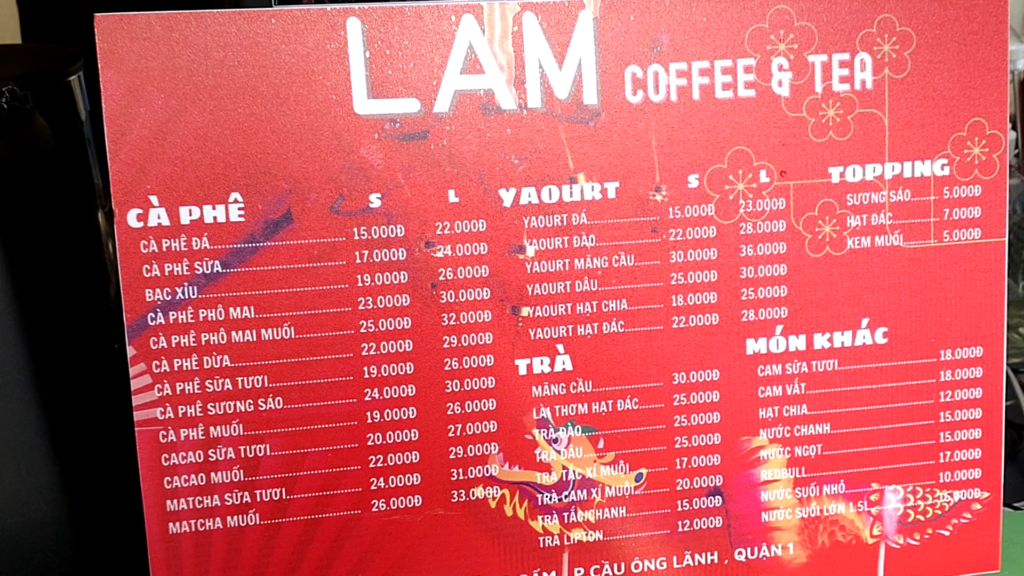 LAM COFFEE & TEA
CÀ PHÊ S L
CÀ PHÊ ĐÁ 15.000Đ 22.000Đ
CÀ PHÊ SỮA 17.000Đ 24.000Đ
BẠC XỈU 19.000Đ 26.000Đ
CÀ PHÊ PHÔ MAI 23.000Đ 30.000Đ
CÀ PHÊ PHÔ MAI MUỐI 25.000Đ 32.000Đ
CÀ PHÊ DỪA 22.000Đ 29.000Đ
CÀ PHÊ SỮA TƯƠI 19.000Đ 26.000Đ
CÀ PHÊ SƯƠNG SÁO 24.000Đ 30.000Đ
CÀ PHÊ MUỐI 19.000Đ 26.000Đ
CACAO SỮA TƯƠI 20.000Đ 27.000Đ
CACAO MUỐI 22.000Đ 29.000Đ
MATCHA SỮA TƯƠI 24.000Đ 31.000Đ
MATCHA MUỐI 26.000Đ 33.000Đ
YAOURT S L
YAOURT ĐÁ 15.000Đ 23.000Đ
YAOURT ĐÀO 22.000Đ 28.000Đ
YAOURT MÃNG CẦU 30.000Đ 36.000Đ
YAOURT DÂU 25.000Đ 30.000Đ
YAOURT HẠT CHIA 18.000Đ 25.000Đ
YAOURT HẠT ĐÁC 22.000Đ 28.000Đ
TRÀ
MÃNG CẦU 30.000Đ
LÀI THƠM HẠT ĐÁC 25.000Đ
TRÀ ĐÀO 25.000Đ
TRÀ DÂU 25.000Đ
TRÀ TẮC XÍ MUỘI 17.000Đ
TRÀ CAM XÍ MUỘI 20.000Đ
TRÀ TẮC/CHANH 15.000Đ
TRÀ LIPTON 12.000Đ
TOPPING
SƯƠNG SÁO 5.000Đ
HẠT ĐÁC 7.000Đ
KEM MUỐI 5.000Đ
MÓN KHÁC
CAM SỮA TƯƠI 18.000Đ
CAM VẮT 18.000Đ
HẠT CHIA 12.000Đ
NƯỚC CHANH 15.000Đ
NƯỚC NGỌT 15.000Đ
REDBULL 17.000Đ
NƯỚC SUỐI NHỎ 10.000Đ
NƯỚC SUỐI LỚN 1.5L
P CẦU ÔNG LÃNH , QUẬN 1